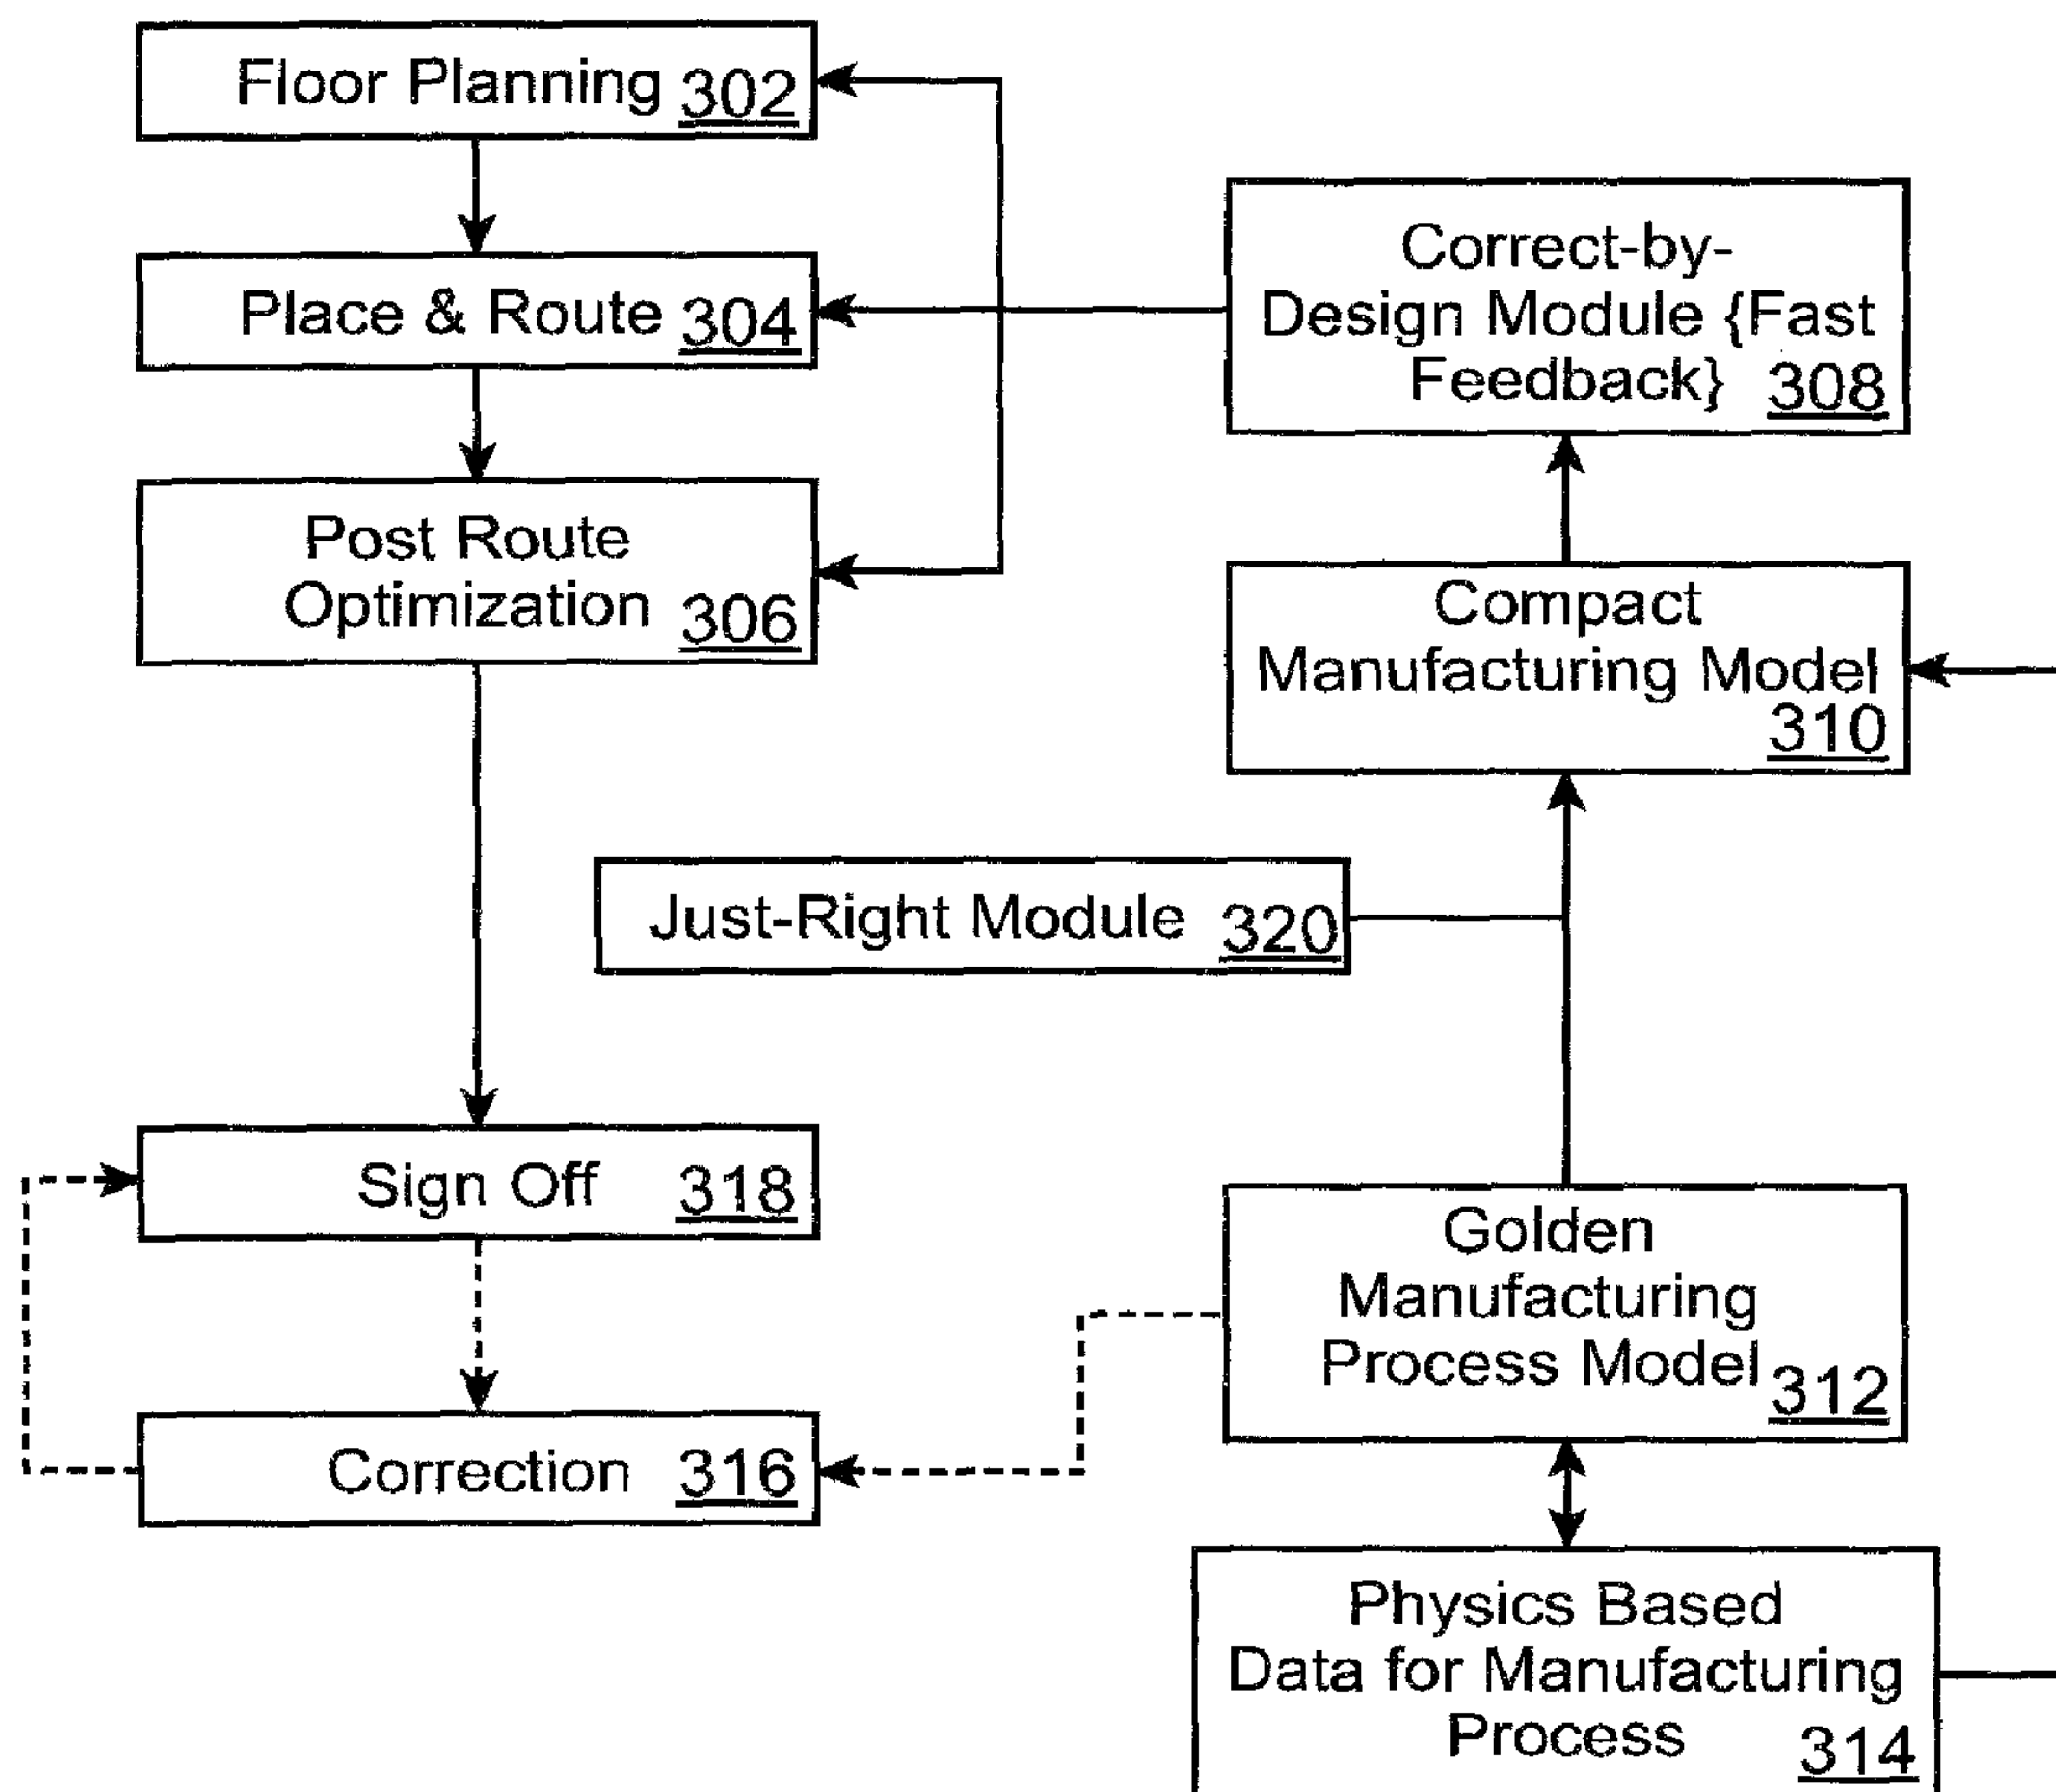 Floor Planning 302
Place & Route 304
Post Route
Optimization 306
Correct-by-
Design Module {Fast
Feedback} 308
Compact
Manufacturing Model
310
Just-Right Module 320
Sign Off 318
Correction 316
Golden
Manufacturing
Process Model 312
Physics Based
Data for Manufacturing
Process 314